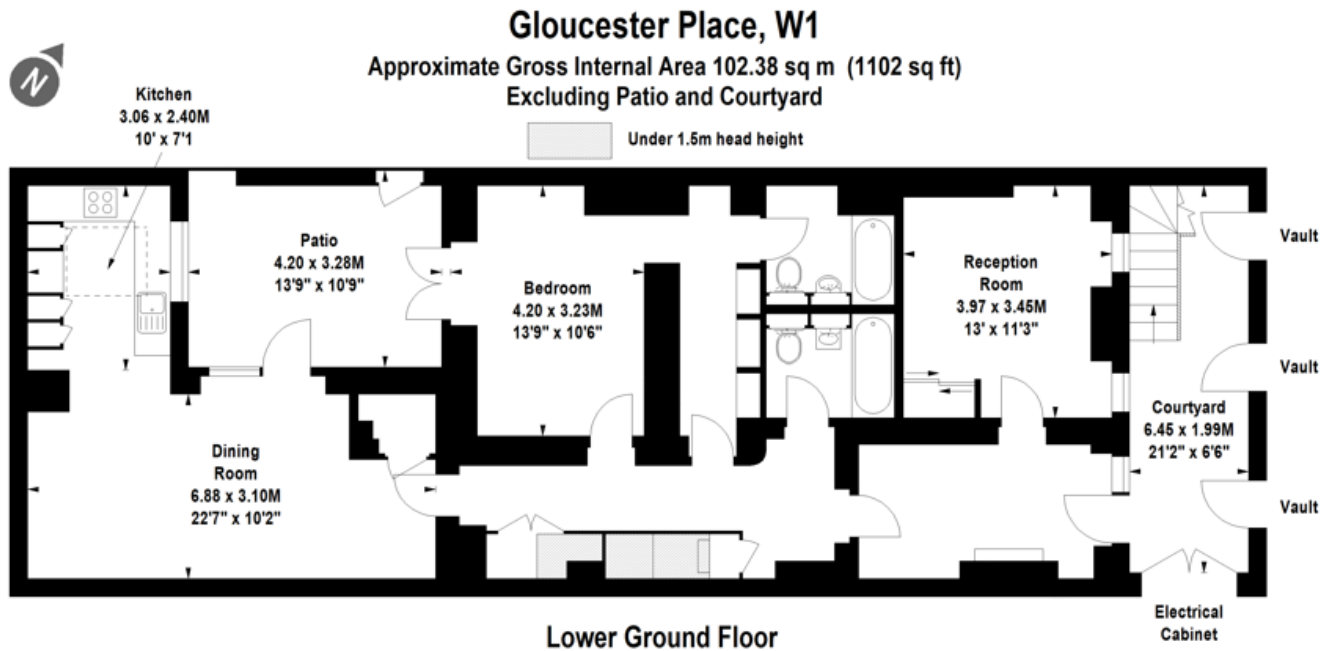 Gloucester Place, W1
Approximate Gross Internal Area 102.38 sq m (1102 sq ft)
Excluding Patio and Courtyard
Under 1.5m head height
N
Kitchen
3.06 x 2.40M
10' x 7'1
Patio
4.20 x 3.28M
13'9" x 10'9"
Bedroom
4.20 x 3.23M
13'9" x 10'6"
Reception
Room
3.97 x 3.45M
13' x 11'3"
Vault
Vault
Courtyard
6.45 x 1.99M
21'2" x 6'6"
Dining
Room
6.88 x 3.10M
22'7" x 10'2"
Vault
Electrical
Cabinet
Lower Ground Floor